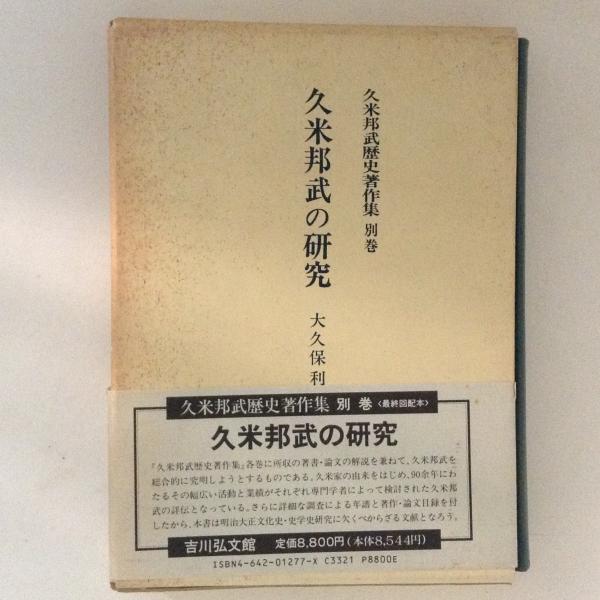 久米邦武歴史著作集 別巻
久米邦武の研究
大久保利
久米邦武歴史著作集 別巻〈最終回配本〉
久米邦武の研究
『久米邦武歴史著作集』各巻に所収の著書・論文の解説を兼ねて、久米邦武を
総合的に究明しようとするものである。久米家の由来をはじめ、90余年にわ
たるその幅広い活動と業績がそれぞれ専門学者によって検討された久米邦
武の評伝となっている。さらに詳細な調査による年譜と著作・論文目録を付
したから、本書は明治大正文化史・史学史研究に欠くべからざる文献となろう。
吉川弘文館 定価8,800円(本体8,544円)
ISBN4-642-01277-X C3321 P8800E